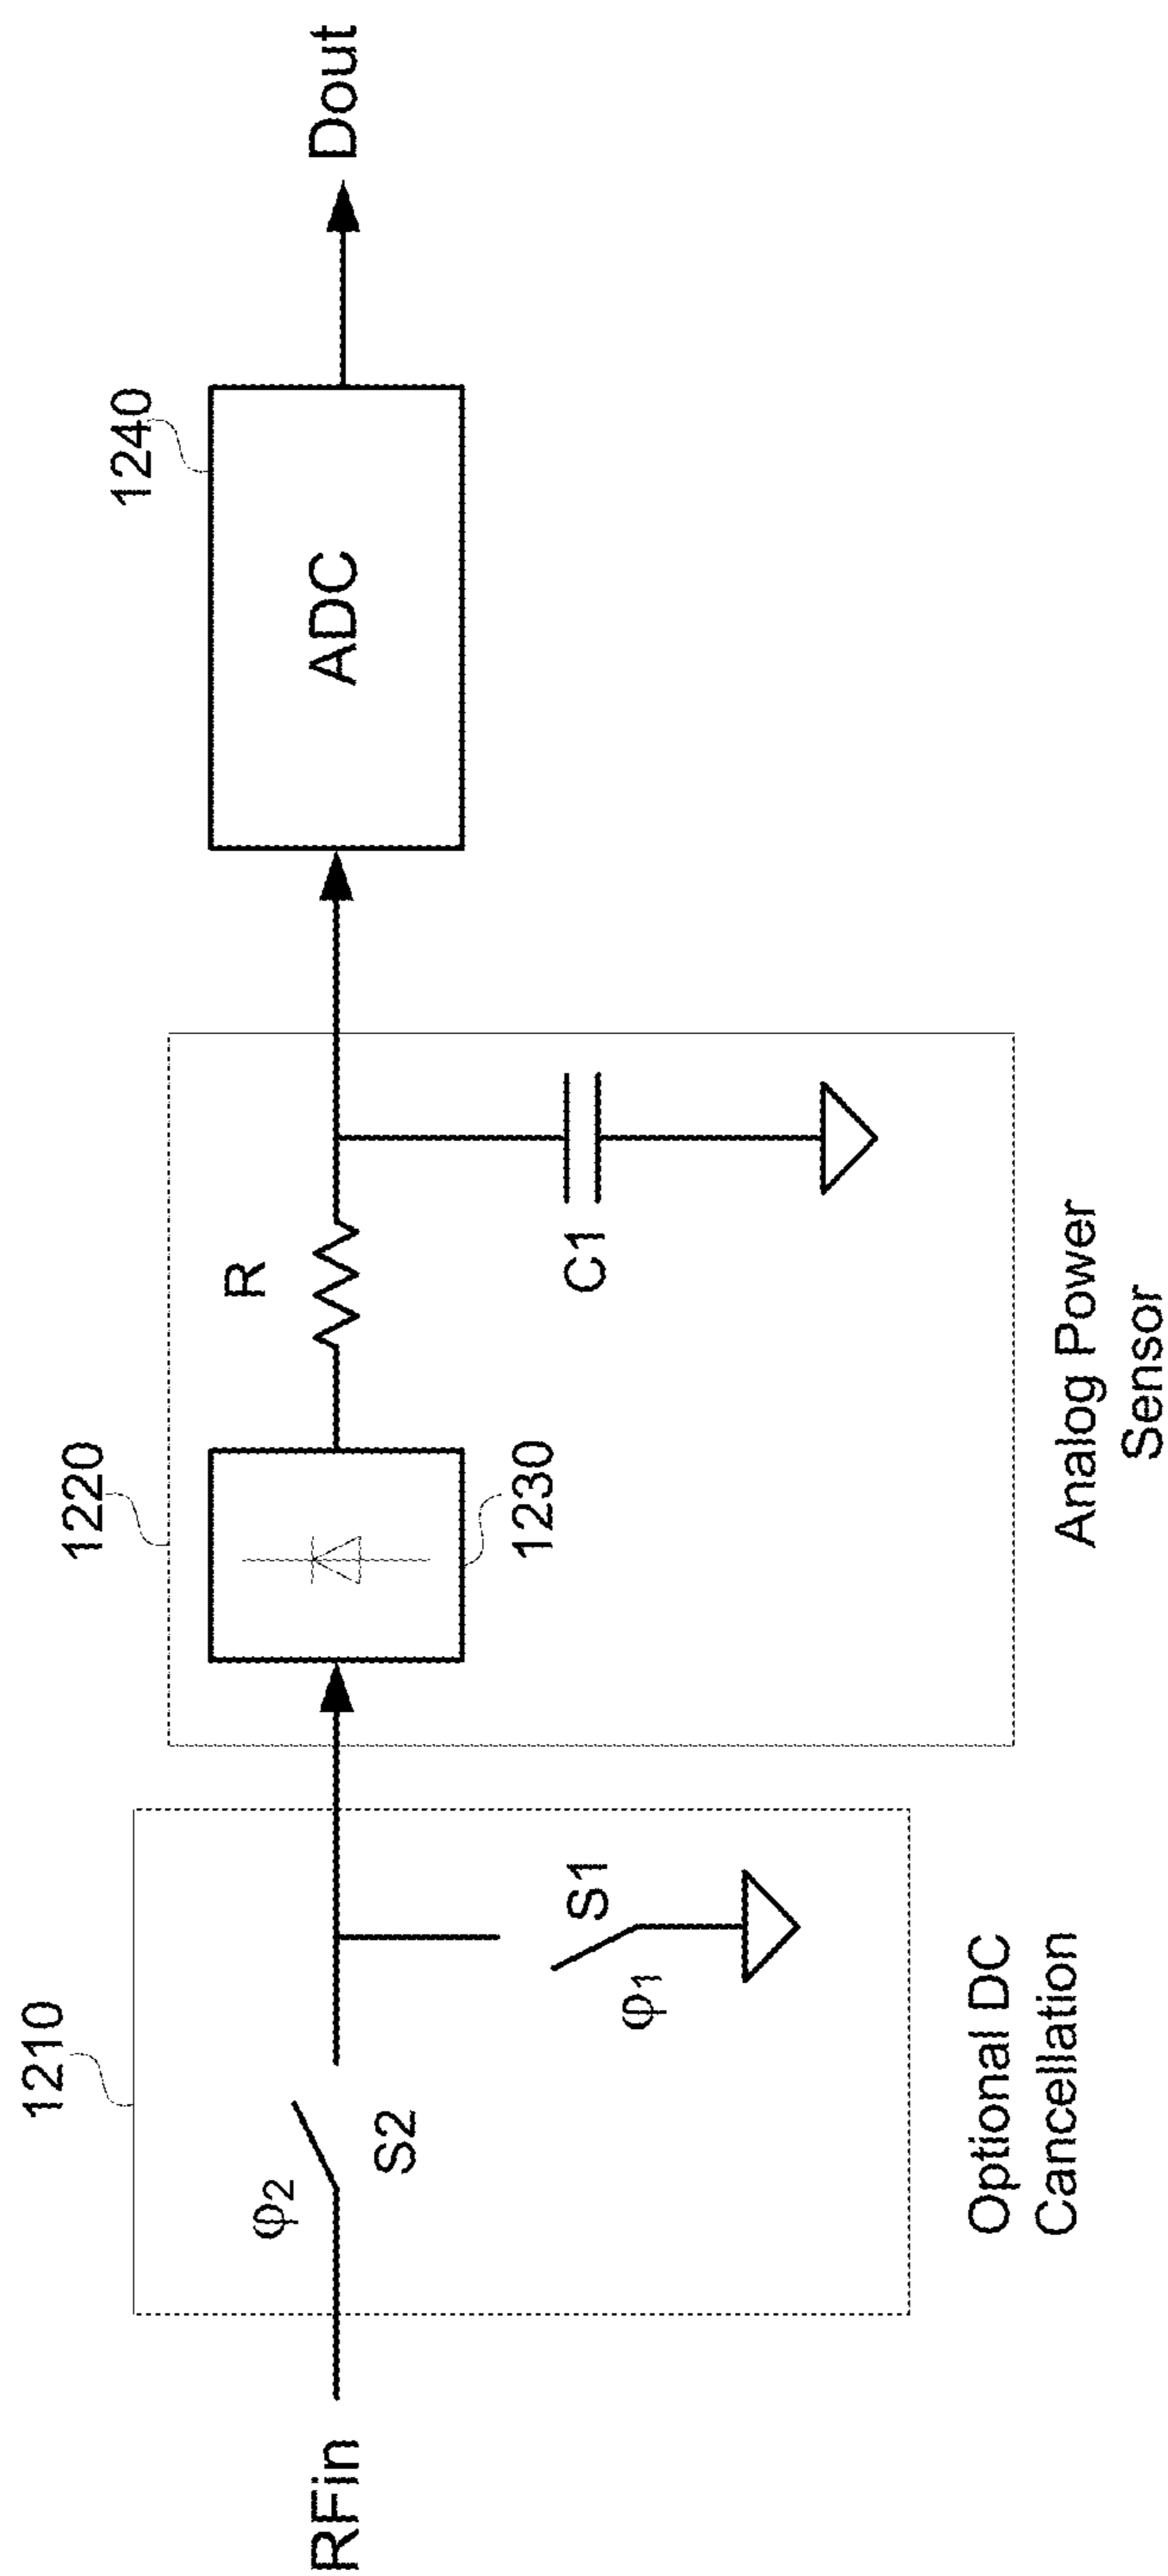 1210
φ2
S2
RFin
φ1
S1
Optional DC
Cancellation
1220
1230
R
C1
Analog Power
Sensor
1240
ADC
Dout